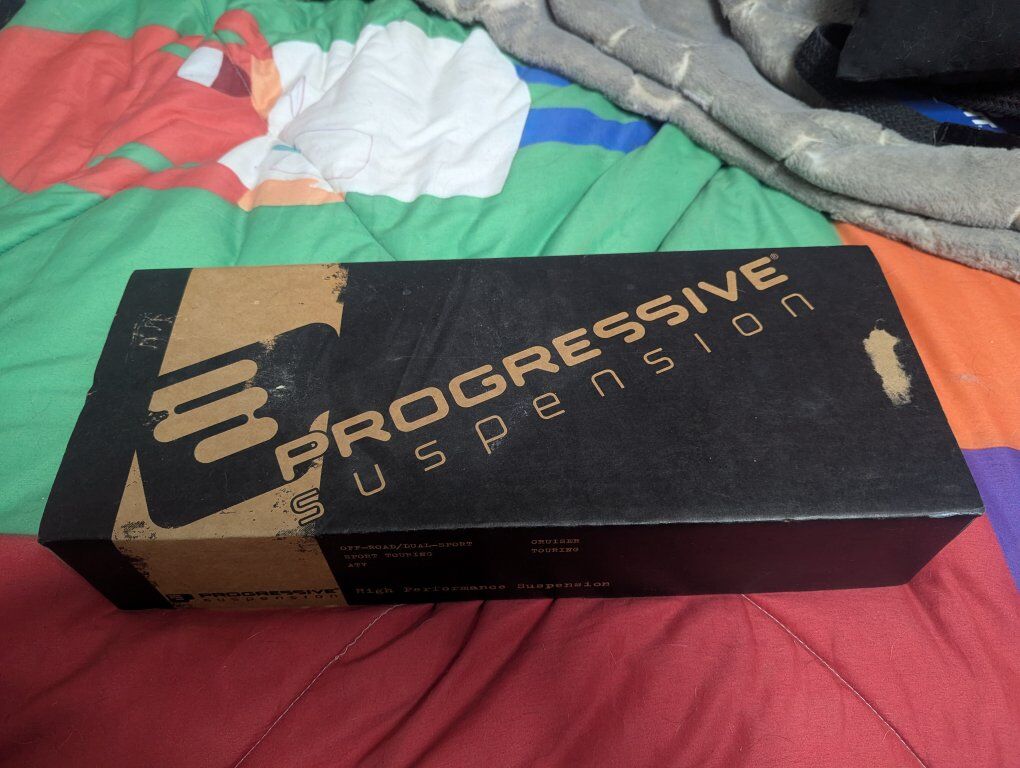 PROGRESSIVE®
suspension
OFF-ROAD/DUAL-SPORT
SPORT TOURING
ATV
CRUISER
TOURING
High Performance Suspension
PROGRESSIVE
suspension